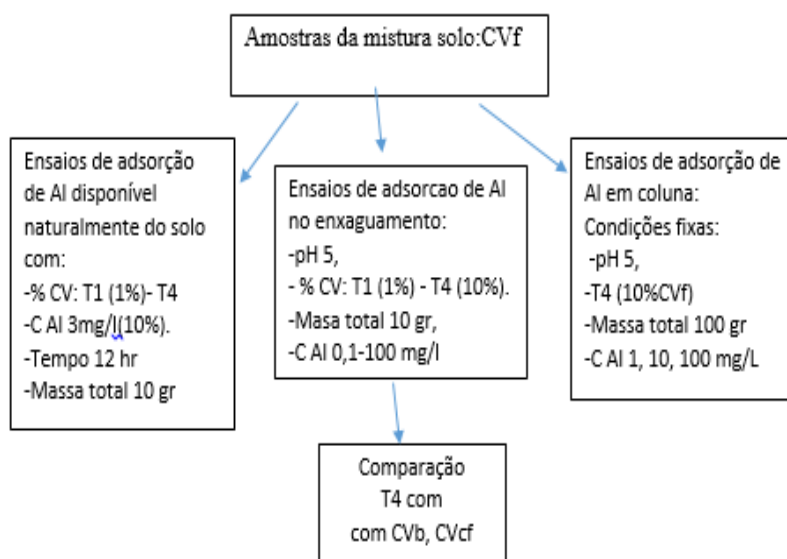 Amostras da mistura solo:CVf
Ensaios de adsorção
de Al disponível
naturalmente do solo
com:
-% CV: T1 (1%)- T4
-C Al 3mg/l(10%).
-Tempo 12 hr
-Massa total 10 gr
Ensaios de adsorcao de Al
no enxaguamento:
-pH 5,
- % CV: T1 (1%) - T4 (10%).
-Masa total 10 gr,
-C Al 0,1-100 mg/l
Ensaios de adsorção de
Al em coluna:
Condições fixas:
-pH 5,
-T4 (10%CVf)
-Massa total 100 gr
-C Al 1, 10, 100 mg/L
Comparação
T4 com
com CVb, CVcf